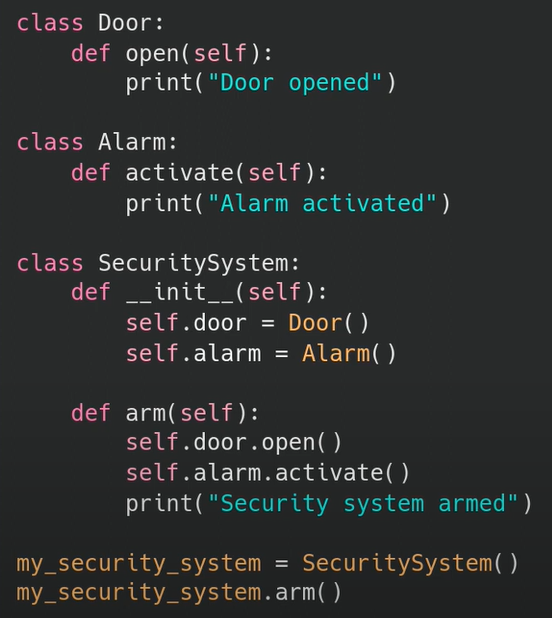 class Door:
    def open(self):
        print("Door opened")

class Alarm:
    def activate(self):
        print("Alarm activated")

class SecuritySystem:
    def __init__(self):
        self.door = Door()
        self.alarm = Alarm()

    def arm(self):
        self.door.open()
        self.alarm.activate()
        print("Security system armed")

my_security_system = SecuritySystem()
my_security_system.arm()